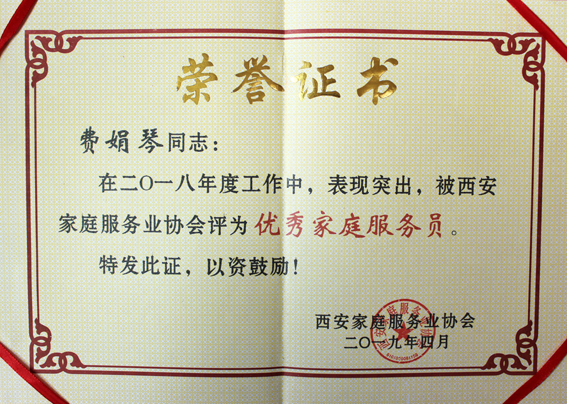 荣誉证书
费娟琴同志：
在二〇一八年度工作中，表现突出，被西安
家庭服务业协会评为优秀家庭服务员。
特发此证，以资鼓励！
西安家庭服务业协会
二〇一九年四月